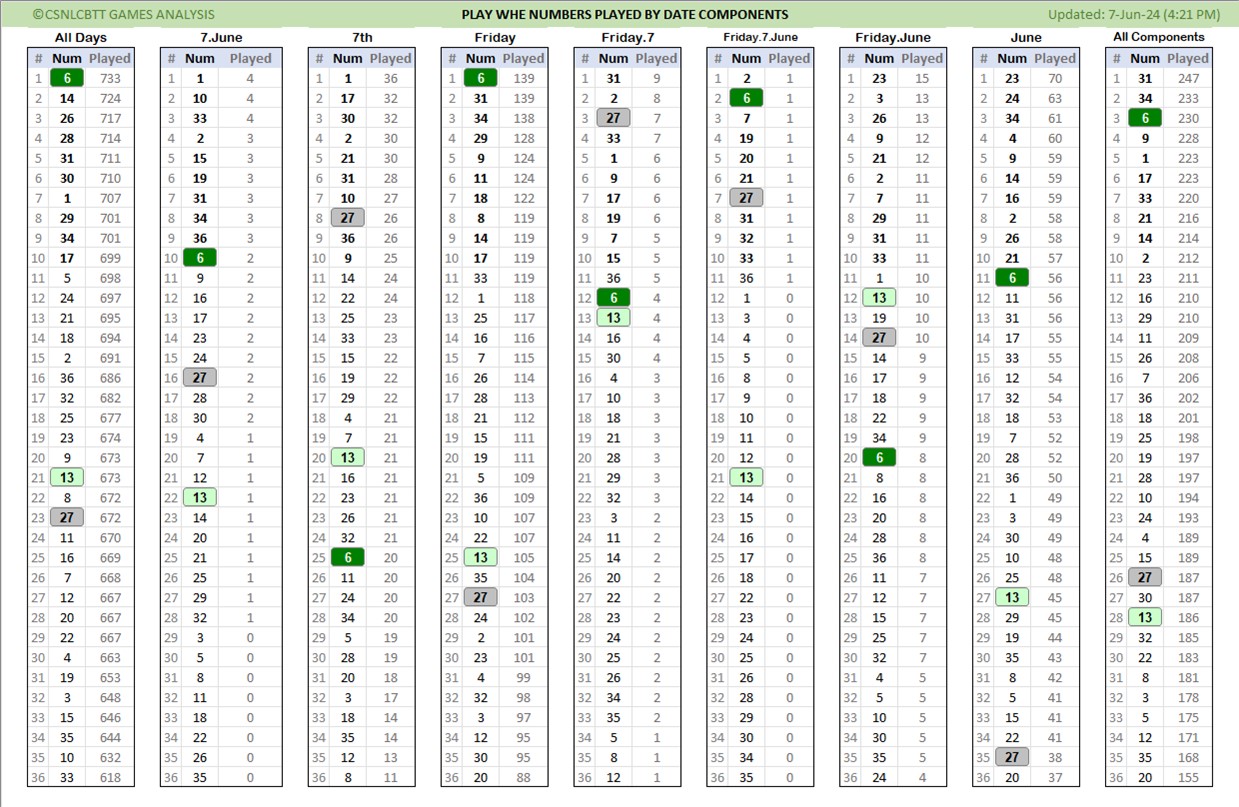 ©CSNLCBTT GAMES ANALYSIS PLAY WHE NUMBERS PLAYED BY DATE COMPONENTS Updated: 7-Jun-24 (4:21 PM)
All Days 7.June 7th Friday Friday.7 Friday.7.June Friday.June June All Components
# Num Played # Num Played # Num Played # Num Played # Num Played # Num Played # Num Played # Num Played # Num Played
1 6 733 1 1 4 1 1 36 1 6 139 1 31 9 1 2 1 1 23 15 1 23 70 1 31 247
2 14 724 2 10 4 2 17 32 2 31 139 2 2 8 2 6 1 2 3 13 2 24 63 2 34 233
3 26 717 3 33 4 3 30 32 3 34 138 3 27 7 3 7 1 3 26 13 3 34 61 3 6 230
4 28 714 4 2 3 4 2 30 4 29 128 4 33 7 4 19 1 4 9 12 4 4 60 4 9 228
5 31 711 5 15 3 5 21 30 5 9 124 5 1 6 5 20 1 5 21 12 5 9 59 5 1 223
6 30 710 6 19 3 6 31 28 6 11 124 6 9 6 6 21 1 6 2 11 6 14 59 6 17 223
7 1 707 7 31 3 7 10 27 7 18 122 7 17 6 7 27 1 7 7 11 7 16 59 7 33 220
8 29 701 8 34 3 8 27 26 8 8 119 8 19 6 8 31 1 8 29 11 8 2 58 8 21 216
9 34 701 9 36 3 9 36 26 9 14 119 9 7 5 9 32 1 9 31 11 9 26 58 9 14 214
10 17 699 10 6 2 10 9 25 10 17 119 10 15 5 10 33 1 10 33 11 10 21 57 10 2 212
11 5 698 11 9 2 11 14 24 11 33 119 11 36 5 11 36 1 11 1 10 11 6 56 11 23 211
12 24 697 12 16 2 12 22 24 12 1 118 12 6 4 12 1 0 12 13 10 12 11 56 12 16 210
13 21 695 13 17 2 13 25 23 13 25 117 13 13 4 13 3 0 13 19 10 13 31 56 13 29 210
14 18 694 14 23 2 14 33 23 14 16 116 14 16 4 14 4 0 14 27 10 14 17 55 14 11 209
15 2 691 15 24 2 15 15 22 15 7 115 15 30 4 15 5 0 15 14 9 15 33 55 15 26 208
16 36 686 16 27 2 16 19 22 16 26 114 16 4 3 16 8 0 16 17 9 16 12 54 16 7 206
17 32 682 17 28 2 17 29 22 17 28 113 17 10 3 17 9 0 17 18 9 17 32 54 17 36 202
18 25 677 18 30 2 18 4 21 18 21 112 18 18 3 18 10 0 18 22 9 18 18 53 18 18 201
19 23 674 19 4 1 19 7 21 19 15 111 19 21 3 19 11 0 19 34 9 19 7 52 19 25 198
20 9 673 20 7 1 20 13 21 20 19 111 20 28 3 20 12 0 20 6 8 20 28 52 20 19 197
21 13 673 21 12 1 21 16 21 21 5 109 21 29 3 21 13 0 21 8 8 21 36 50 21 28 197
22 8 672 22 13 1 22 23 21 22 36 109 22 32 3 22 14 0 22 16 8 22 1 49 22 10 194
23 27 672 23 14 1 23 26 21 23 10 107 23 3 2 23 15 0 23 20 8 23 3 49 23 24 193
24 11 670 24 20 1 24 32 21 24 22 107 24 11 2 24 16 0 24 28 8 24 30 49 24 4 189
25 16 669 25 21 1 25 6 20 25 13 105 25 14 2 25 17 0 25 36 8 25 10 48 25 15 189
26 7 668 26 25 1 26 11 20 26 35 104 26 20 2 26 18 0 26 11 7 26 25 48 26 27 187
27 12 667 27 29 1 27 24 20 27 27 103 27 22 2 27 22 0 27 12 7 27 13 45 27 30 187
28 20 667 28 32 1 28 34 20 28 24 102 28 23 2 28 23 0 28 15 7 28 29 45 28 13 186
29 22 667 29 3 0 29 5 19 29 2 101 29 24 2 29 24 0 29 25 7 29 19 44 29 32 185
30 4 663 30 5 0 30 28 19 30 23 101 30 25 2 30 25 0 30 32 7 30 35 43 30 22 183
31 19 653 31 8 0 31 20 18 31 4 99 31 26 2 31 26 0 31 4 5 31 8 42 31 8 181
32 3 648 32 11 0 32 3 17 32 32 98 32 34 2 32 28 0 32 5 5 32 5 41 32 3 178
33 15 646 33 18 0 33 18 14 33 3 97 33 35 2 33 29 0 33 10 5 33 15 41 33 5 175
34 35 644 34 22 0 34 35 14 34 12 95 34 5 1 34 30 0 34 30 5 34 22 41 34 12 171
35 10 632 35 26 0 35 12 13 35 30 95 35 8 1 35 34 0 35 35 5 35 27 38 35 35 168
36 33 618 36 35 0 36 8 11 36 20 88 36 12 1 36 35 0 36 24 4 36 20 37 36 20 155